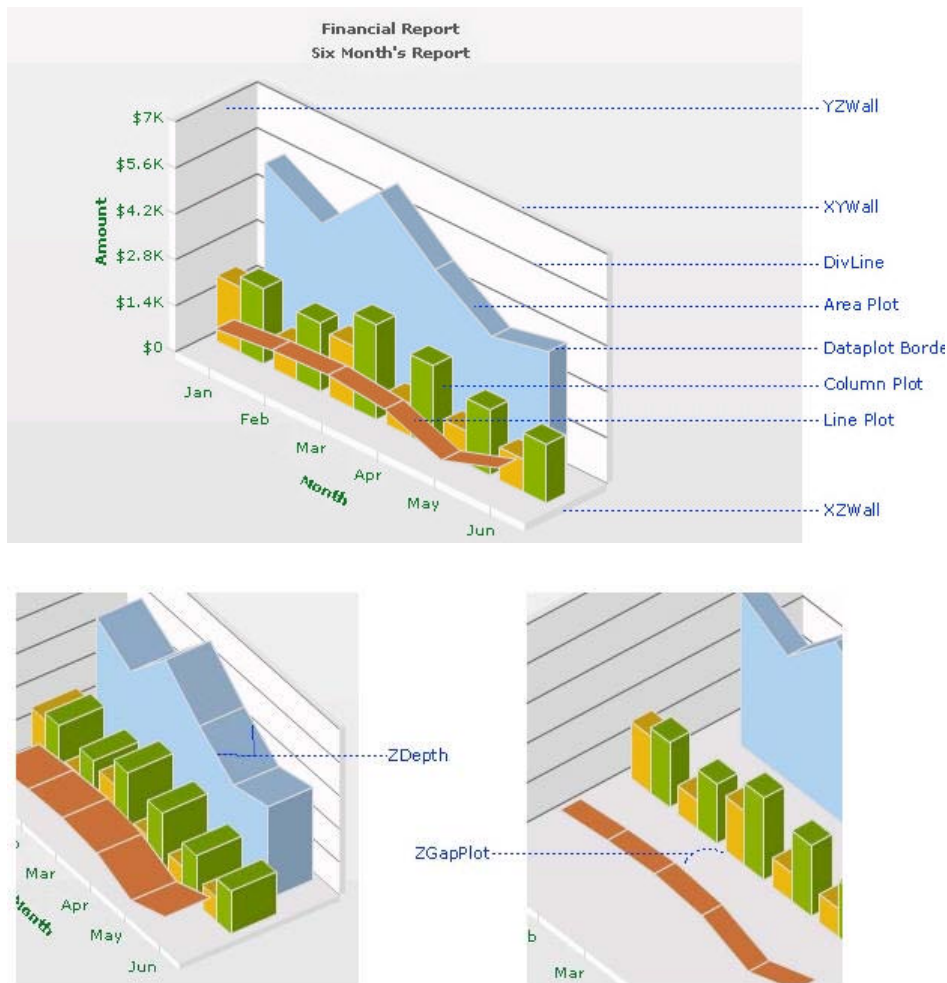 Financial Report
Six Month's Report
YZWall
$7K
$5.6K
XYWall
$4.2K
Amount
$2.8K
DivLine
$1.4K
Area Plot
$0
Dataplot Borde
Jan
Column Plot
Feb
Line Plot
Mar
Apr
Month
May
XZWall
Jun
ZDepth
ZGapPlot
Mar
Apr
Month
May
Jun
b
Mar